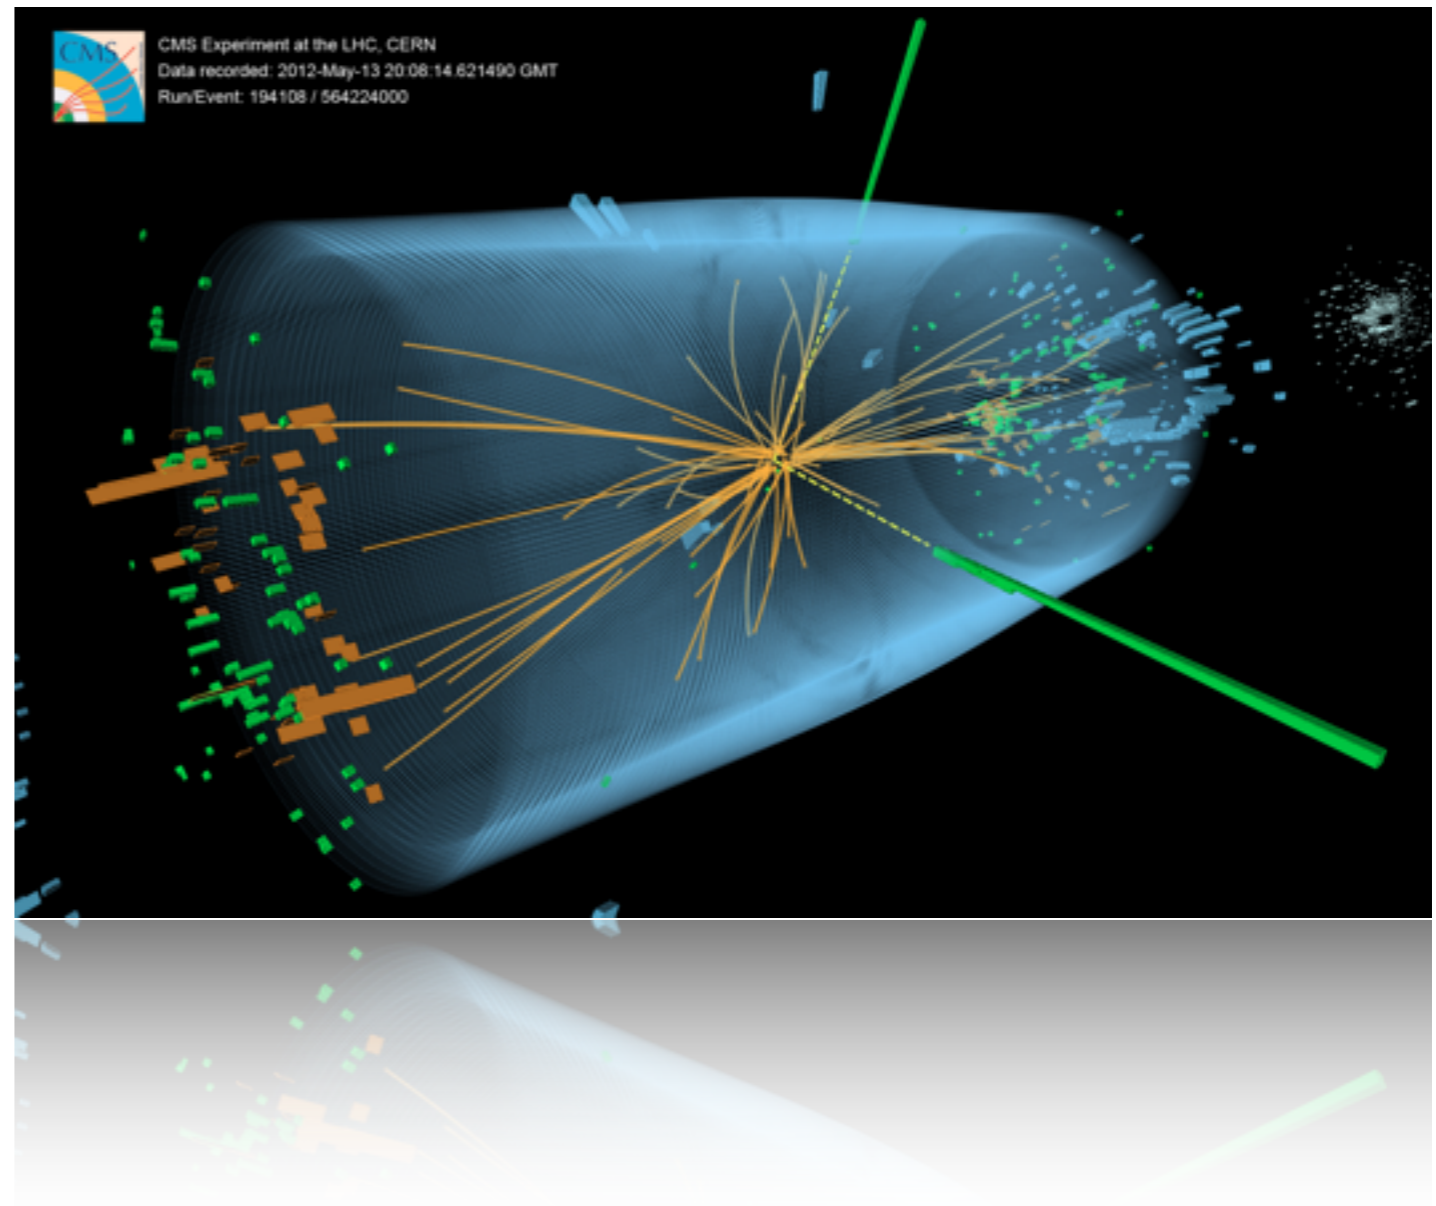 CMS
CMS Experiment at the LHC, CERN
Data recorded: 2012-May-13 20:08:14.621490 GMT
Run/Event: 194108 / 564224000